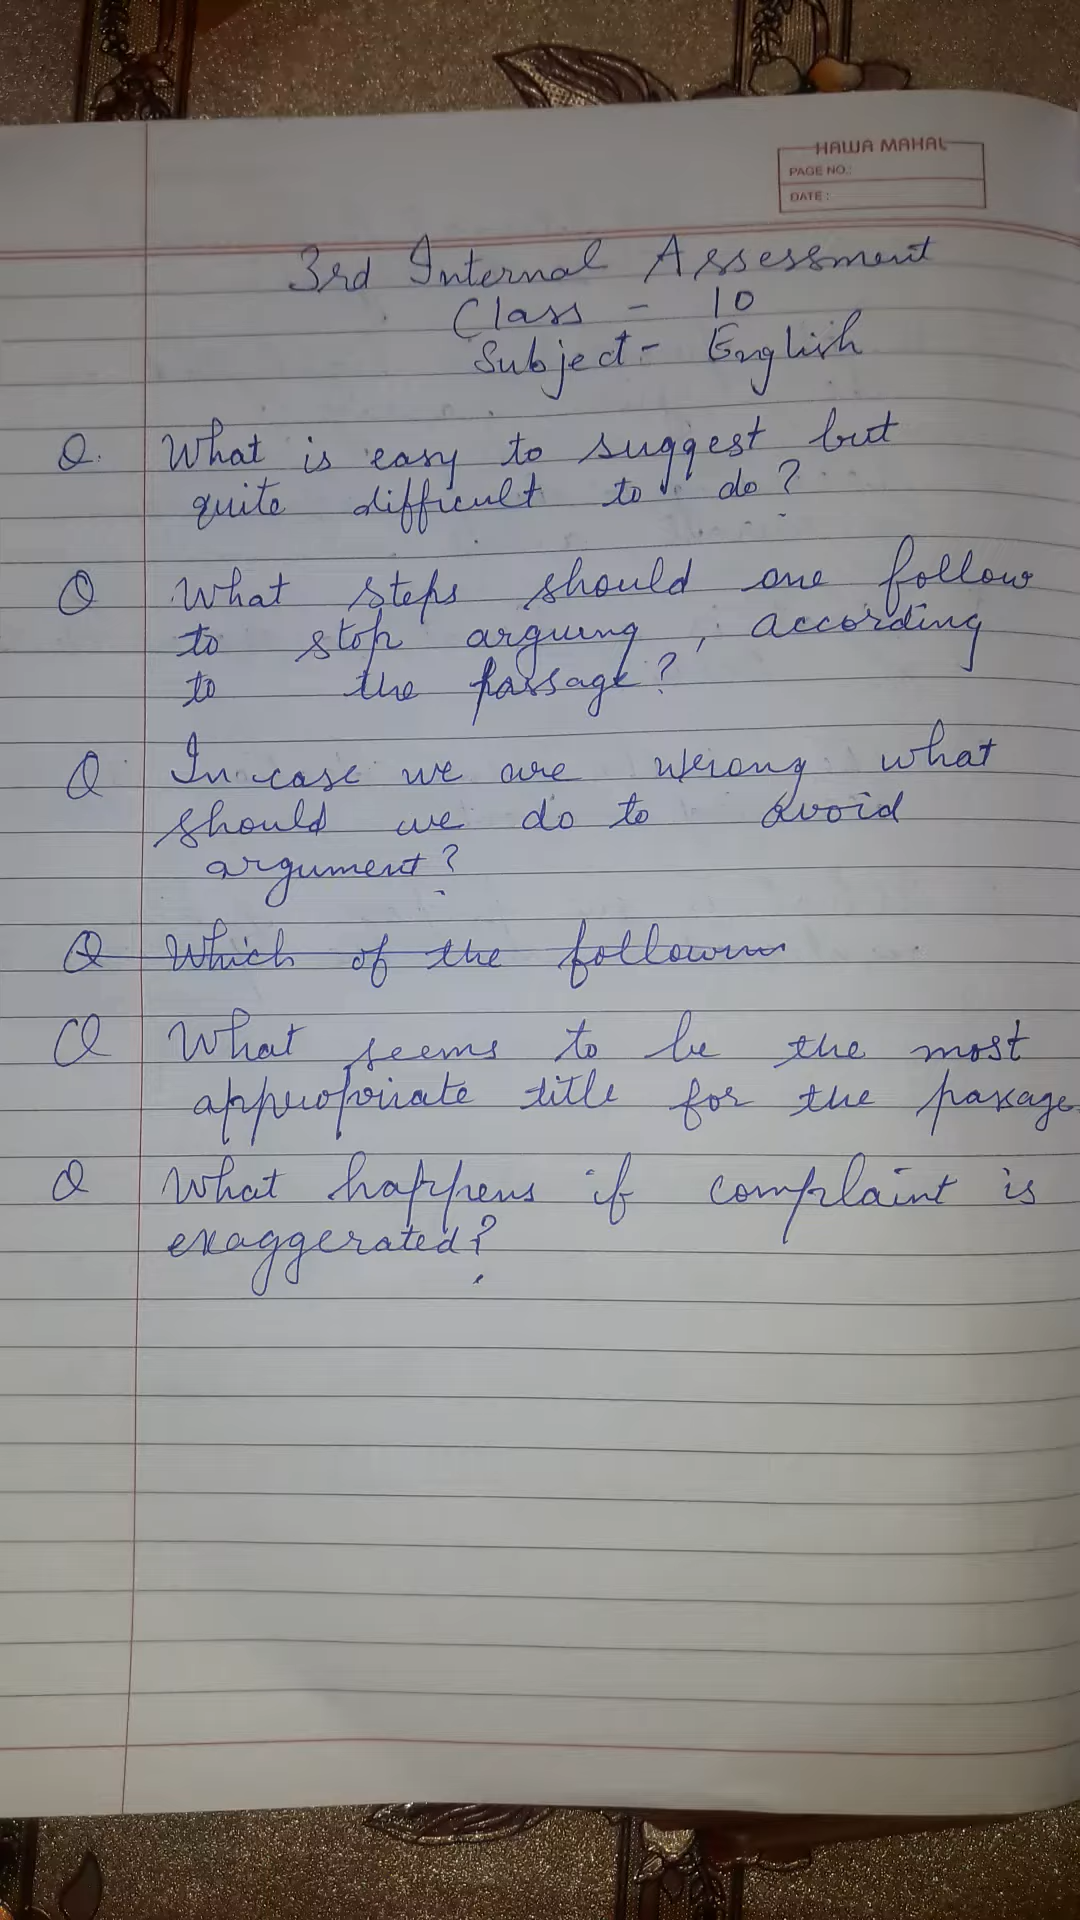 HAWA MAHAL
PAGE NO.:
DATE :
3rd Internal Assessment
Class - 10
Subject - English
Q. What is easy to suggest but
quite difficult to do ?
Q What steps should one follow
to stop arguing , according
to the passage ?
Q In case we are wrong what
should we do to avoid
argument ?
Q Which of the followin
Q What seems to be the most
appropriate title for the passage
Q What happens if complaint is
exaggerated ?